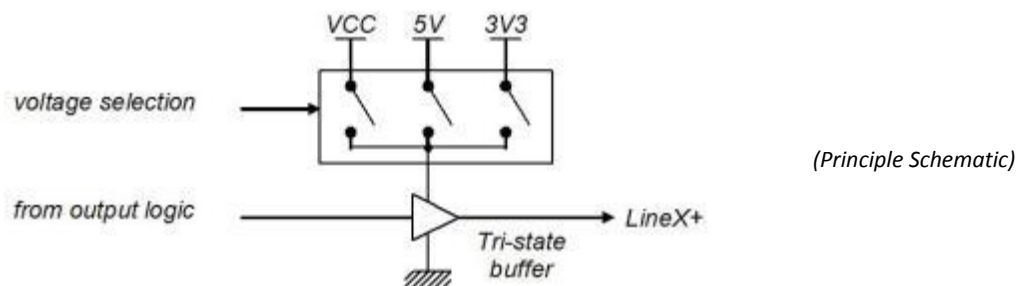 VCC 5V 3V3
voltage selection
(Principle Schematic)
from output logic
LineX+
Tri-state
buffer